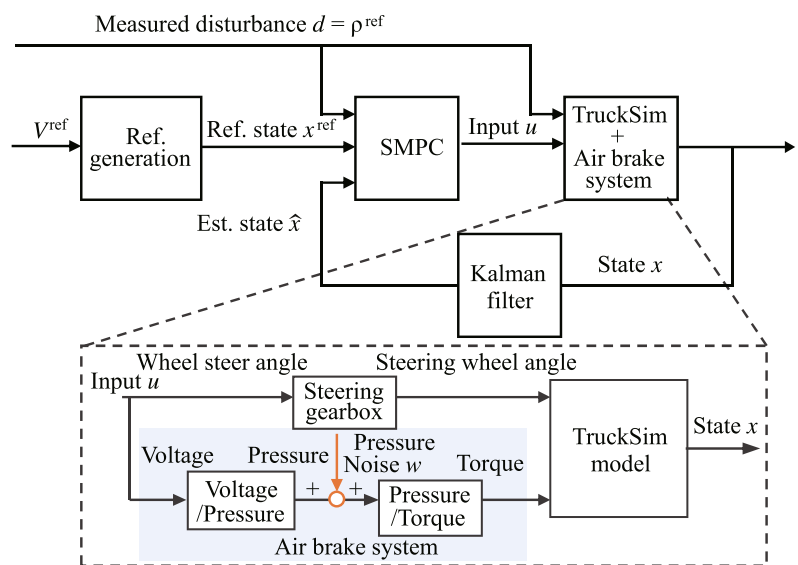 Measured disturbance d = ρ^ref
V^ref
Ref.
generation
Ref. state x^ref
SMPC
Input u
TruckSim
+
Air brake
system
Est. state x̂
Kalman
filter
State x
Wheel steer angle
Steering wheel angle
Input u
Steering
gearbox
TruckSim
model
State x
Voltage
Pressure
Pressure
Noise w
Torque
Voltage
/Pressure
+
+
Pressure
/Torque
Air brake system